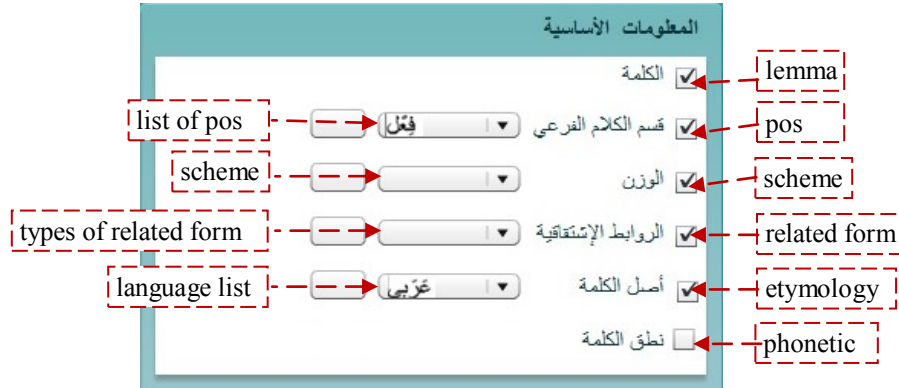 المعلومات الأساسية
الكلمة
lemma
list of pos
فِعْل
قسم الكلام الفرعي
pos
scheme
الوزن
scheme
types of related form
الروابط الإشتقاقية
related form
language list
عَرَبي
أصل الكلمة
etymology
نطق الكلمة
phonetic